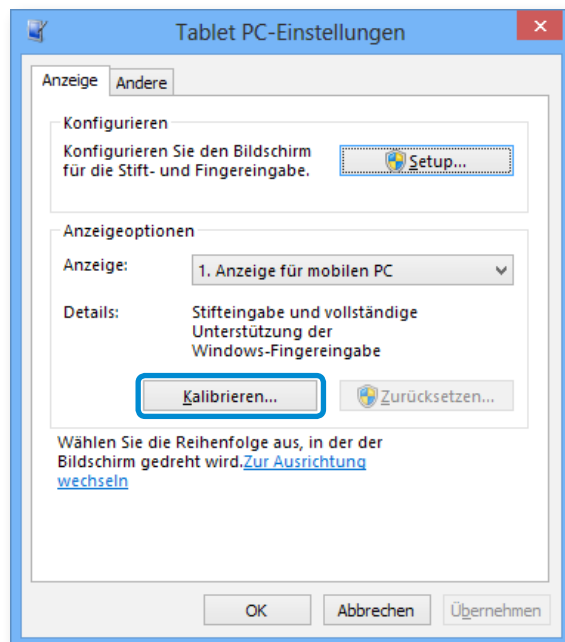 Tablet PC-Einstellungen
Anzeige Andere
Konfigurieren
Konfigurieren Sie den Bildschirm
für die Stift- und Fingereingabe.
Setup...
Anzeigeoptionen
Anzeige:
1. Anzeige für mobilen PC
Details:
Stifteingabe und vollständige
Unterstützung der
Windows-Fingereingabe
Kalibrieren...
Zurücksetzen...
Wählen Sie die Reihenfolge aus, in der der
Bildschirm gedreht wird.Zur Ausrichtung
wechseln
OK Abbrechen Übernehmen